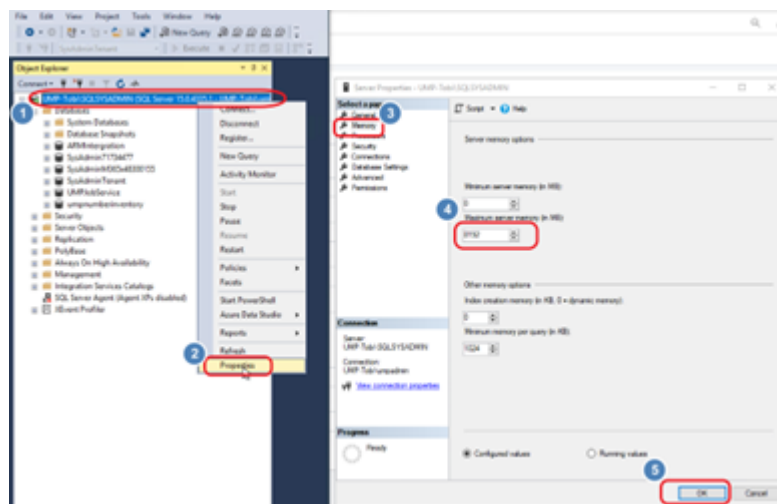 File Edit View Project Tools Window Help
New Query
Execute
Object Explorer
Connect
1
UMP-Tobi\SQLSYSADMIN (SQL Server
Databases
System Databases
Database Snapshots
SysAdminTenant
UMPJobService
umpnumberinventory
Security
Server Objects
Replication
PolyBase
Always On High Availability
Management
Integration Services Catalogs
SQL Server Agent (Agent XPs disabled)
XEvent Profiler
Connect...
Disconnect
Register...
New Query
Activity Monitor
Start
Stop
Pause
Resume
Restart
Policies
Facets
Start PowerShell
Azure Data Studio
Reports
Refresh
2
Properties
Server Properties - UMP-Tobi\SQLSYSADMIN
Select a page
General
3
Memory
Processors
Security
Connections
Database Settings
Advanced
Permissions
Script
Help
Server memory options
Minimum server memory (in MB):
0
4
Maximum server memory (in MB):
8192
Other memory options
Index creation memory (in KB, 0 = dynamic memory):
0
Minimum memory per query (in KB):
1024
Connection
Server:
UMP-Tobi\SQLSYSADMIN
Connection:
UMP-Tobi\umpadmin
View connection properties
Progress
Ready
Configured values
Running values
5
OK
Cancel